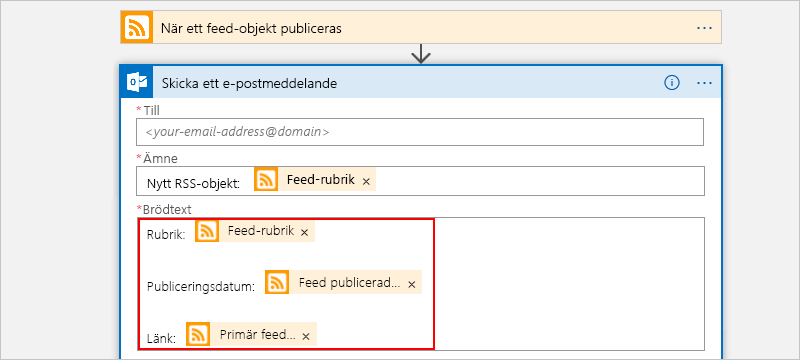 När ett feed-objekt publiceras ...
Skicka ett e-postmeddelande ...
* Till
<your-email-address@domain>
* Ämne
Nytt RSS-objekt: Feed-rubrik ×
* Brödtext
Rubrik: Feed-rubrik ×
Publiceringsdatum: Feed publicerad... ×
Länk: Primär feed... ×